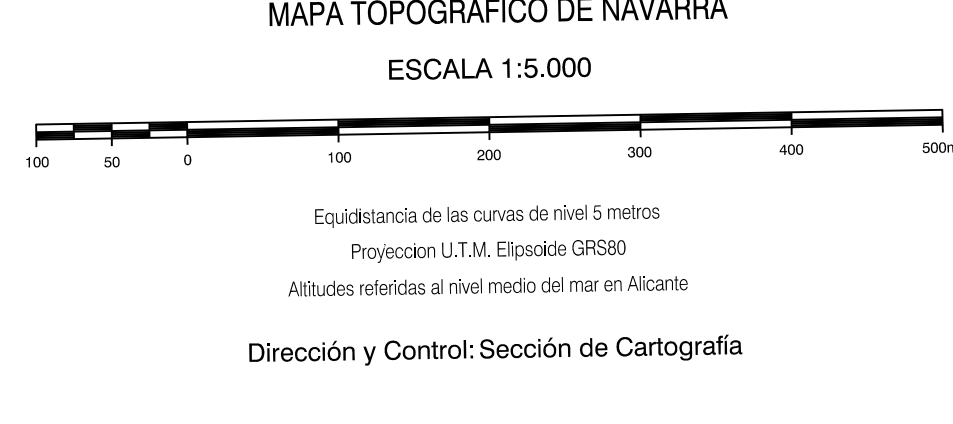 MAPA TOPOGRAFICO DE NAVARRA
ESCALA 1:5.000
100 50 0 100 200 300 400 500m
Equidistancia de las curvas de nivel 5 metros
Proyeccion U.T.M. Elipsoide GRS80
Altitudes referidas al nivel medio del mar en Alicante
Dirección y Control: Sección de Cartografía